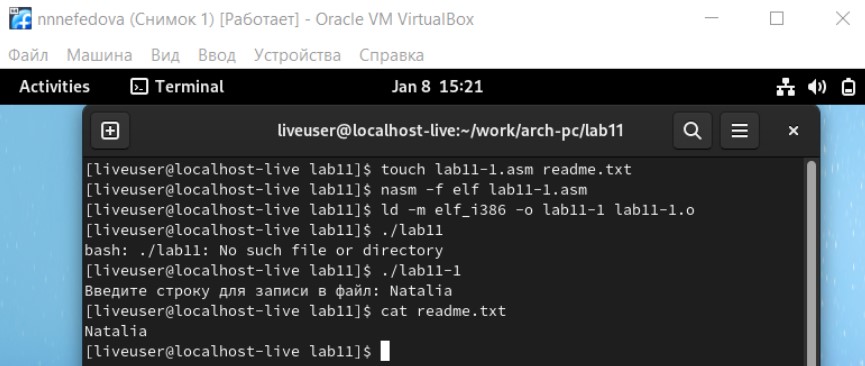 nnnefedova (Снимок 1) [Работает] - Oracle VM VirtualBox
Файл Машина Вид Ввод Устройства Справка
Activities Terminal Jan 8 15:21
liveuser@localhost-live:~/work/arch-pc/lab11
[liveuser@localhost-live lab11]$ touch lab11-1.asm readme.txt
[liveuser@localhost-live lab11]$ nasm -f elf lab11-1.asm
[liveuser@localhost-live lab11]$ ld -m elf_i386 -o lab11-1 lab11-1.o
[liveuser@localhost-live lab11]$ ./lab11
bash: ./lab11: No such file or directory
[liveuser@localhost-live lab11]$ ./lab11-1
Введите строку для записи в файл: Natalia
[liveuser@localhost-live lab11]$ cat readme.txt
Natalia
[liveuser@localhost-live lab11]$